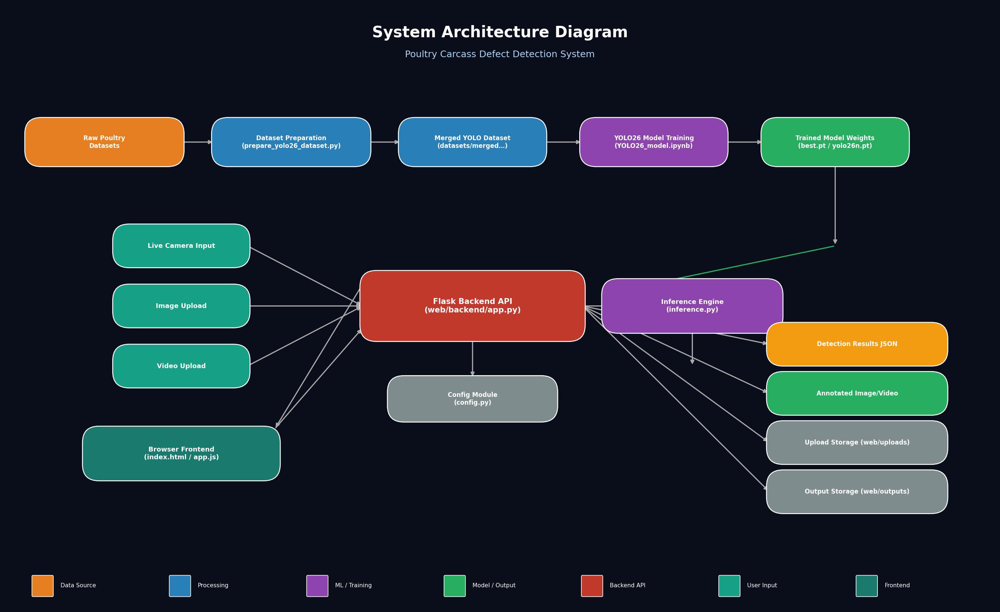 System Architecture Diagram
Poultry Carcass Defect Detection System
Raw Poultry
Datasets
Dataset Preparation
(prepare_yolo26_dataset.py)
Merged YOLO Dataset
(datasets/merged…)
YOLO26 Model Training
(YOLO26_model.ipynb)
Trained Model Weights
(best.pt / yolo26n.pt)
Live Camera Input
Image Upload
Video Upload
Flask Backend API
(web/backend/app.py)
Inference Engine
(inference.py)
Detection Results JSON
Annotated Image/Video
Config Module
(config.py)
Upload Storage (web/uploads)
Browser Frontend
(index.html / app.js)
Output Storage (web/outputs)
Data Source
Processing
ML / Training
Model / Output
Backend API
User Input
Frontend